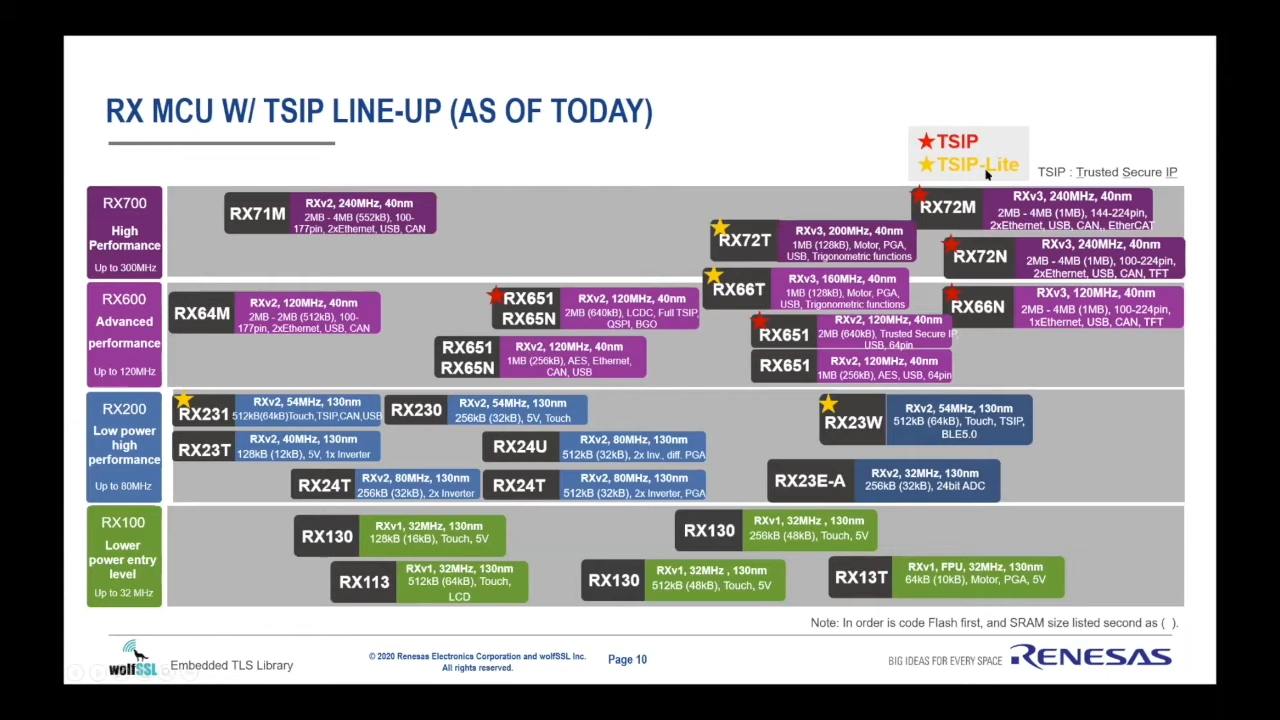 RX MCU W/ TSIP LINE-UP (AS OF TODAY)
TSIP
TSIP-Lite
TSIP : Trusted Secure IP
RX700
High
Performance
Up to 300MHz
RX71M
RXv2, 240MHz, 40nm
2MB - 4MB (552kB), 100-
177pin, 2xEthernet, USB, CAN
RX72T
RXv3, 200MHz, 40nm
1MB (128kB), Motor, PGA,
USB, Trigonometric functions
RX72M
RXv3, 240MHz, 40nm
2MB - 4MB (1MB), 144-224pin,
2xEthernet, USB, CAN,, EtherCAT
RX72N
RXv3, 240MHz, 40nm
2MB - 4MB (1MB), 100-224pin,
2xEthernet, USB, CAN, TFT
RX600
Advanced
performance
Up to 120MHz
RX64M
RXv2, 120MHz, 40nm
2MB - 2MB (512kB), 100-
177pin, 2xEthernet, USB, CAN
RX651
RX65N
RXv2, 120MHz, 40nm
2MB (640kB), LCDC, Full TSIP,
QSPI, BGO
RX651
RX65N
RXv2, 120MHz, 40nm
1MB (256kB), AES, Ethernet,
CAN, USB
RX66T
RXv3, 160MHz, 40nm
1MB (128kB), Motor, PGA,
USB, Trigonometric functions
RX651
RXv2, 120MHz, 40nm
2MB (640kB), Trusted Secure IP,
USB, 64pin
RX651
RXv2, 120MHz, 40nm
1MB (256kB), AES, USB, 64pin
RX66N
RXv3, 120MHz, 40nm
2MB - 4MB (1MB), 100-224pin,
1xEthernet, USB, CAN, TFT
RX200
Low power
high
performance
Up to 80MHz
RX231
RXv2, 54MHz, 130nm
512kB(64kB)Touch,TSIP,CAN,USB
RX230
RXv2, 54MHz, 130nm
256kB (32kB), 5V, Touch
RX23T
RXv2, 40MHz, 130nm
128kB (12kB), 5V, 1x Inverter
RX24U
RXv2, 80MHz, 130nm
512kB (32kB), 2x Inv., diff. PGA
RX24T
RXv2, 80MHz, 130nm
256kB (32kB), 2x Inverter
RX24T
RXv2, 80MHz, 130nm
512kB (32kB), 2x Inverter, PGA
RX23W
RXv2, 54MHz, 130nm
512kB (64kB), Touch, TSIP,
BLE5.0
RX23E-A
RXv2, 32MHz, 130nm
256kB (32kB), 24bit ADC
RX100
Lower
power entry
level
Up to 32 MHz
RX130
RXv1, 32MHz, 130nm
128kB (16kB), Touch, 5V
RX130
RXv1, 32MHz , 130nm
256kB (48kB), Touch, 5V
RX113
RXv1, 32MHz, 130nm
512kB (64kB), Touch,
LCD
RX130
RXv1, 32MHz , 130nm
512kB (48kB), Touch, 5V
RX13T
RXv1, FPU, 32MHz, 130nm
64kB (10kB), Motor, PGA, 5V
Note: In order is code Flash first, and SRAM size listed second as ( ).
wolfSSL
Embedded TLS Library
© 2020 Renesas Electronics Corporation and wolfSSL Inc.
All rights reserved.
Page 10
BIG IDEAS FOR EVERY SPACE
RENESAS